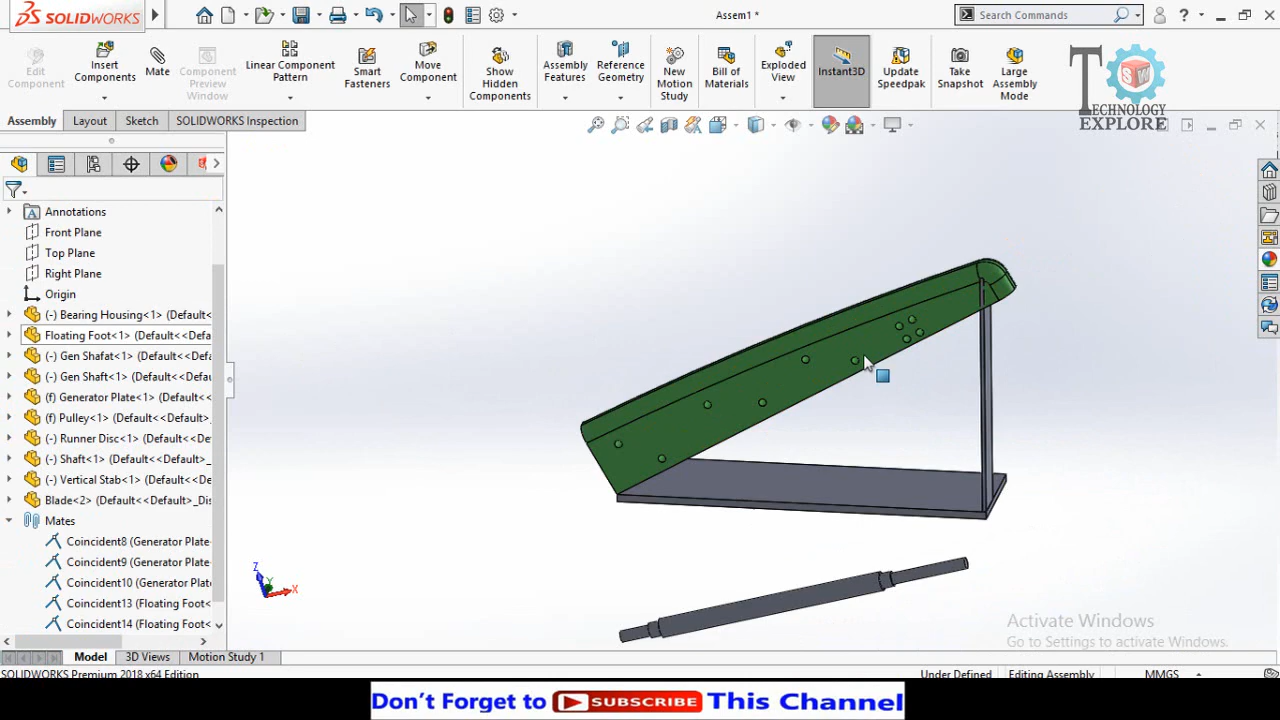 SOLIDWORKS
Assem1 *
Search Commands
?
Edit Component
Insert Components
Mate
Component Preview Window
Linear Component Pattern
Smart Fasteners
Move Component
Show Hidden Components
Assembly Features
Reference Geometry
New Motion Study
Bill of Materials
Exploded View
Instant3D
Update Speedpak
Take Snapshot
Large Assembly Mode
TECHNOLOGY
EXPLORE
SW
Assembly
Layout
Sketch
SOLIDWORKS Inspection
Annotations
Front Plane
Top Plane
Right Plane
Origin
(-) Bearing Housing<1> (Default<
Floating Foot<1> (Default<<Defa
(-) Gen Shafat<1> (Default<<Def
(-) Gen Shaft<1> (Default<<Defa
(f) Generator Plate<1> (Default<
(f) Pulley<1> (Default<<Default>
(-) Runner Disc<1> (Default<<De
(-) Shaft<1> (Default<<Default>_
(-) Vertical Stab<1> (Default<<D
Blade<2> (Default<<Default>_Dis
Mates
Coincident8 (Generator Plate
Coincident9 (Generator Plate
Coincident10 (Generator Plat
Coincident13 (Floating Foot<
Coincident14 (Floating Foot<
Z
Y
X
Activate Windows
Go to Settings to activate Windows.
Model
3D Views
Motion Study 1
SOLIDWORKS Premium 2018 x64 Edition
Under Defined
Editing Assembly
MMGS
Don't Forget to SUBSCRIBE This Channel